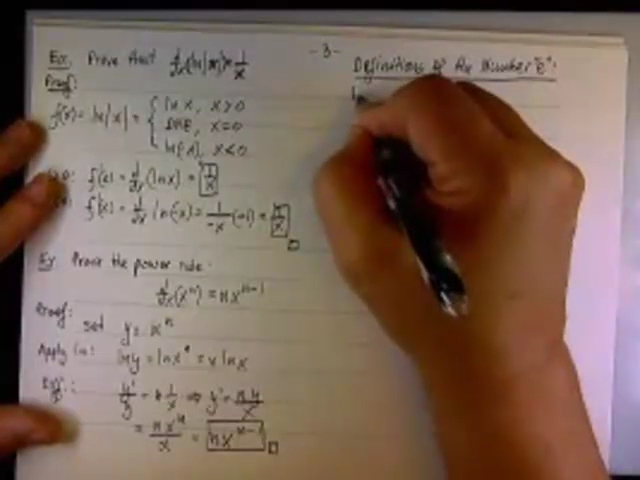 - 3 -
Ex: Prove that d/dx (ln|x|) = 1/x
Proof:
f(x) = ln|x| = { ln x, x>0
DNE, x=0
ln(-x), x<0
f'(x) = d/dx (ln x) = 1/x
f'(x) = d/dx ln(-x) = 1/-x (-1) = 1/x □
Ex: Prove the power rule:
d/dx (x^n) = nx^(n-1)
Proof:
set y = x^n
Apply ln: ln y = ln x^n = n ln x
y'/y = n 1/x ⇒ y' = ny/x
= nx^n/x = nx^(n-1) □
Definitions of the Number "e":